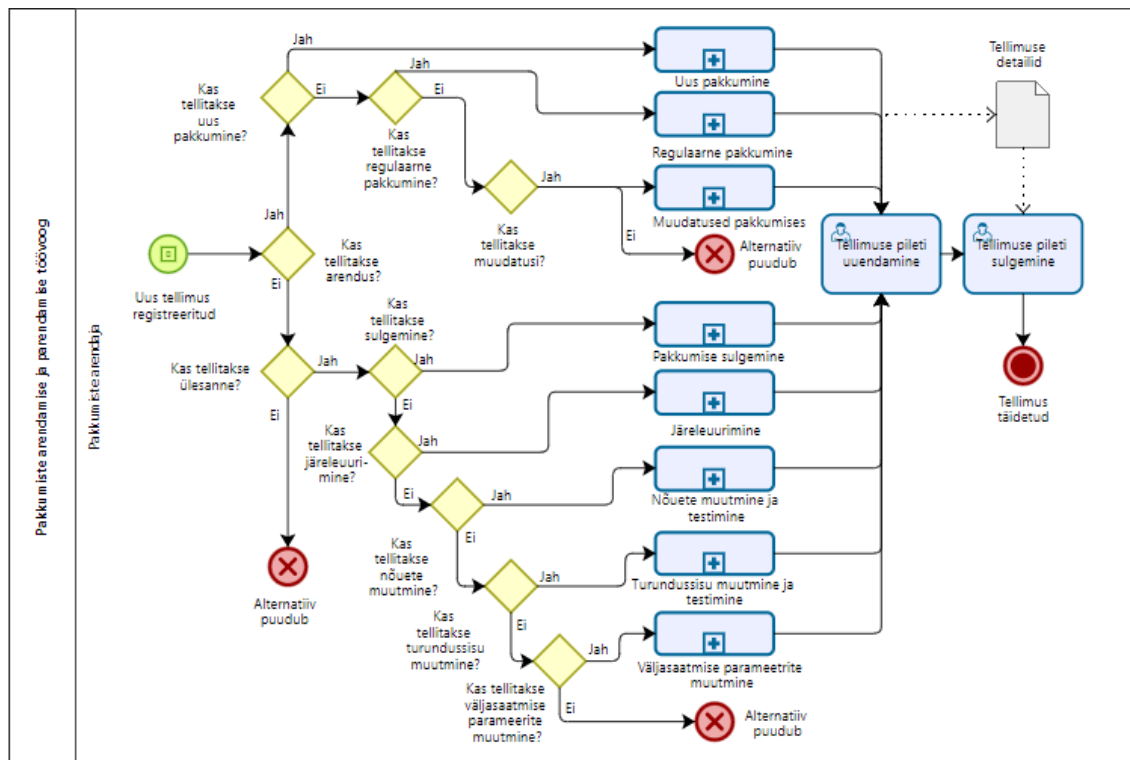 Pakkumiste arendamise ja parendamise töövoog
Pakkumiste arendaja
Uus tellimus
registreeritud
Kas
tellitakse
arendus?
Jah
Ei
Kas
tellitakse
uus
pakkumine?
Jah
Ei
Kas
tellitakse
regulaarne
pakkumine?
Jah
Ei
Kas
tellitakse
muudatusi?
Jah
Ei
Uus pakkumine
Regulaarne pakkumine
Muudatused pakkumises
Alternatiiv
puudub
Kas tellitakse
ülesanne?
Jah
Ei
Alternatiiv
puudub
Kas
tellitakse
sulgemine?
Jah
Ei
Kas
tellitakse
järeleuuri-
mine?
Jah
Ei
Kas
tellitakse
nõuete
muutmine?
Jah
Ei
Kas
tellitakse
turundussisu
muutmine?
Jah
Ei
Kas tellitakse
väljasaatmise
parameerite
muutmine?
Jah
Ei
Pakkumise sulgemine
Järeleuurimine
Nõuete muutmine ja
testimine
Turundussisu muutmine ja
testimine
Väljasaatmise parameetrite
muutmine
Alternatiiv
puudub
Tellimuse pileti
uuendamine
Tellimuse
detailid
Tellimuse pileti
sulgemine
Tellimus
täidetud